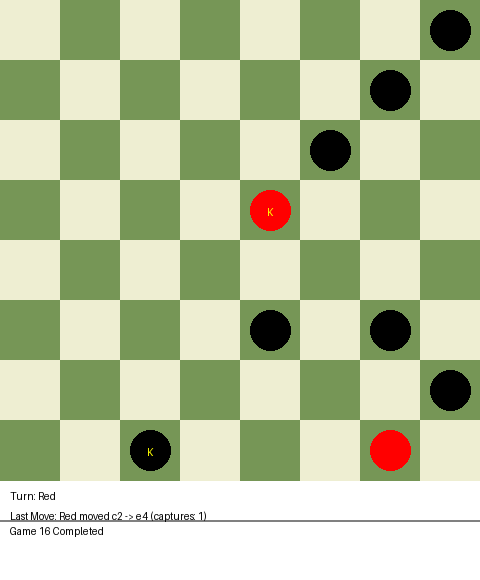 K
K
Turn: Red
Last Move: Red moved c2 -> e4 (captures: 1)
Game 16 Completed